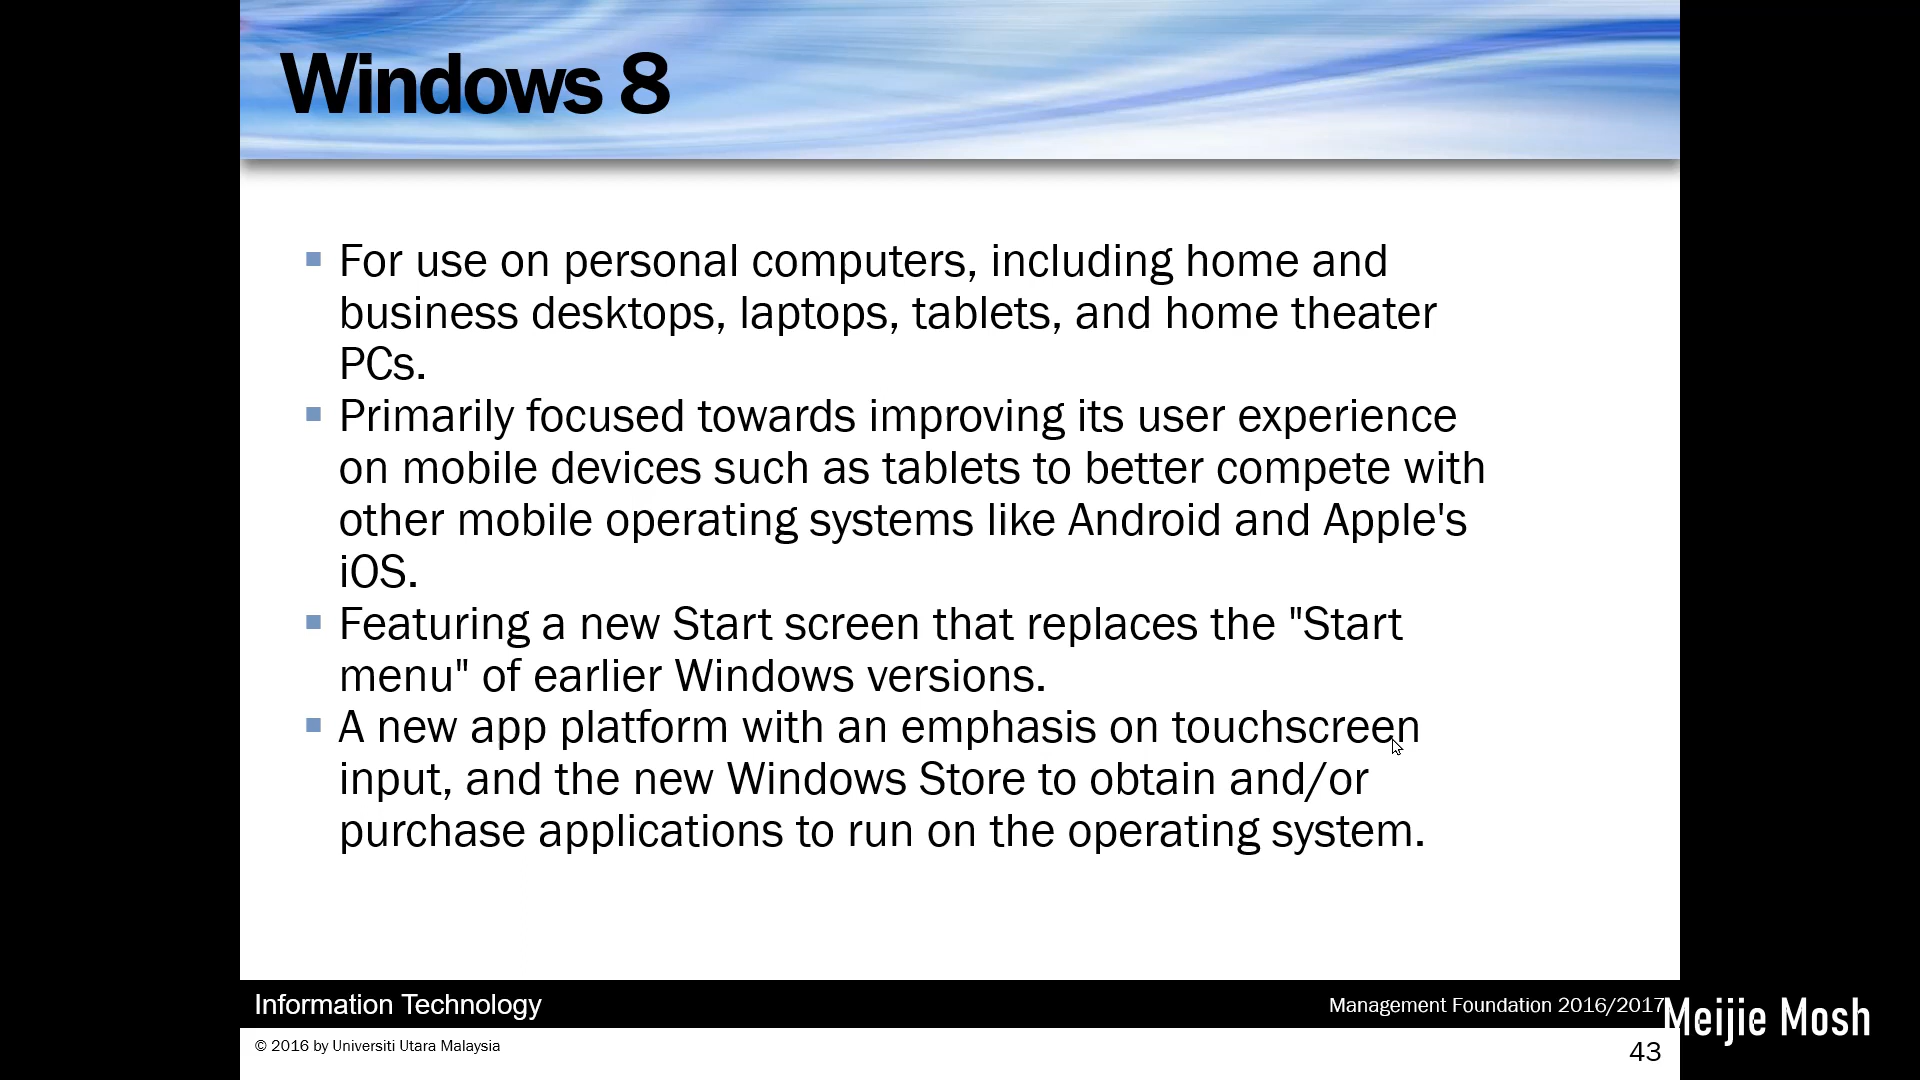 Windows 8
For use on personal computers, including home and
business desktops, laptops, tablets, and home theater
PCs.
Primarily focused towards improving its user experience
on mobile devices such as tablets to better compete with
other mobile operating systems like Android and Apple's
iOS.
Featuring a new Start screen that replaces the "Start
menu" of earlier Windows versions.
A new app platform with an emphasis on touchscreen
input, and the new Windows Store to obtain and/or
purchase applications to run on the operating system.
Information Technology
Management Foundation 2016/2017
Meijie Mosh
© 2016 by Universiti Utara Malaysia
43